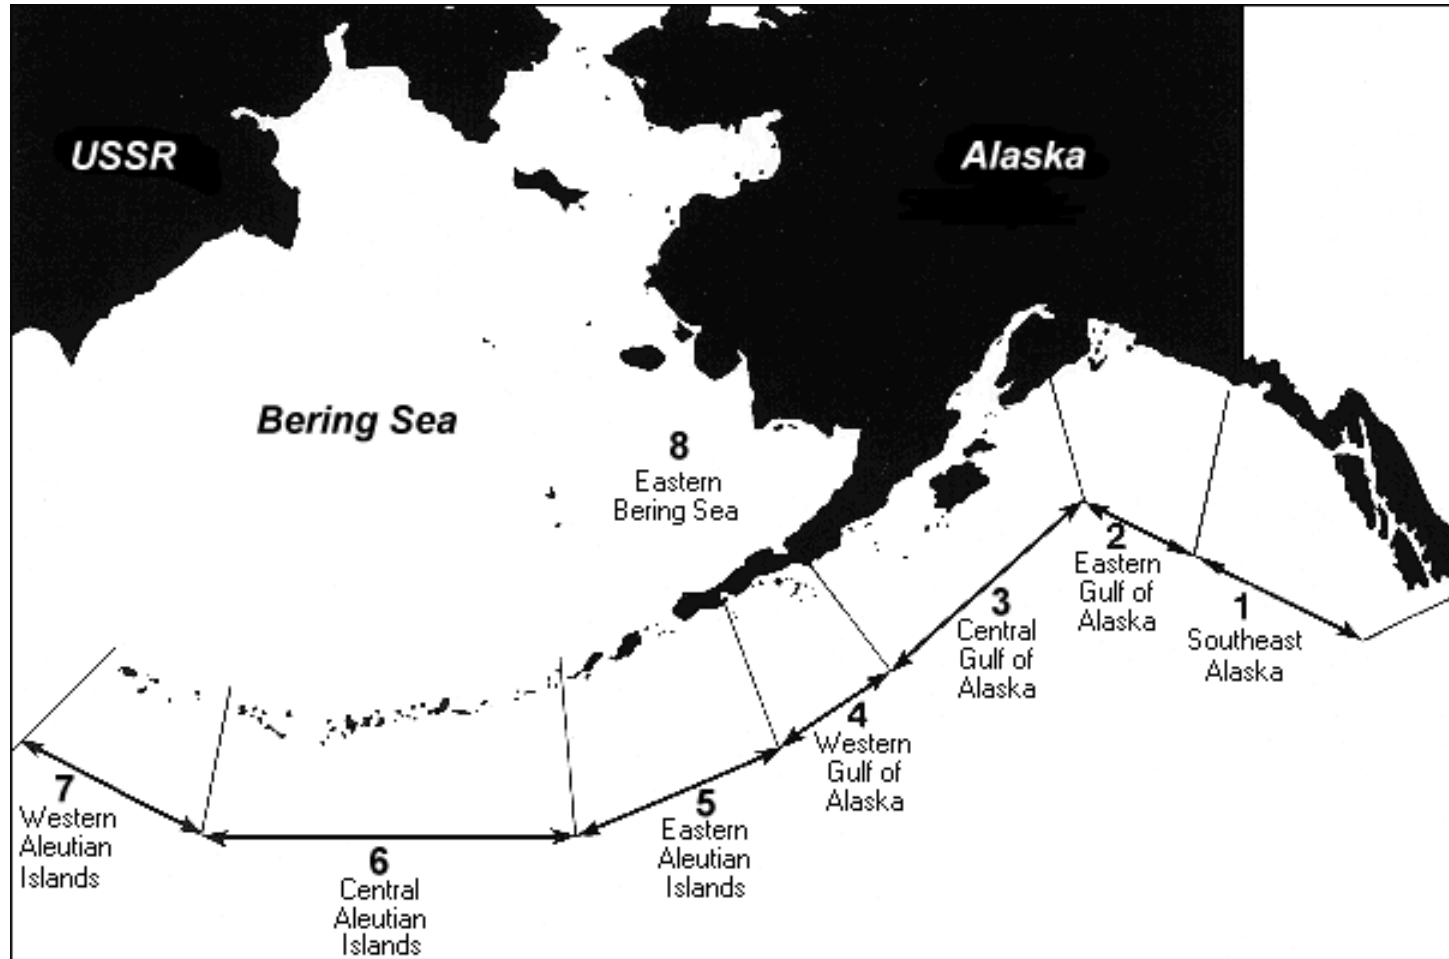 USSR
Alaska
Bering Sea
8
Eastern
Bering Sea
2
Eastern
Gulf of
Alaska
1
Southeast
Alaska
3
Central
Gulf of
Alaska
4
Western
Gulf of
Alaska
5
Eastern
Aleutian
Islands
6
Central
Aleutian
Islands
7
Western
Aleutian
Islands